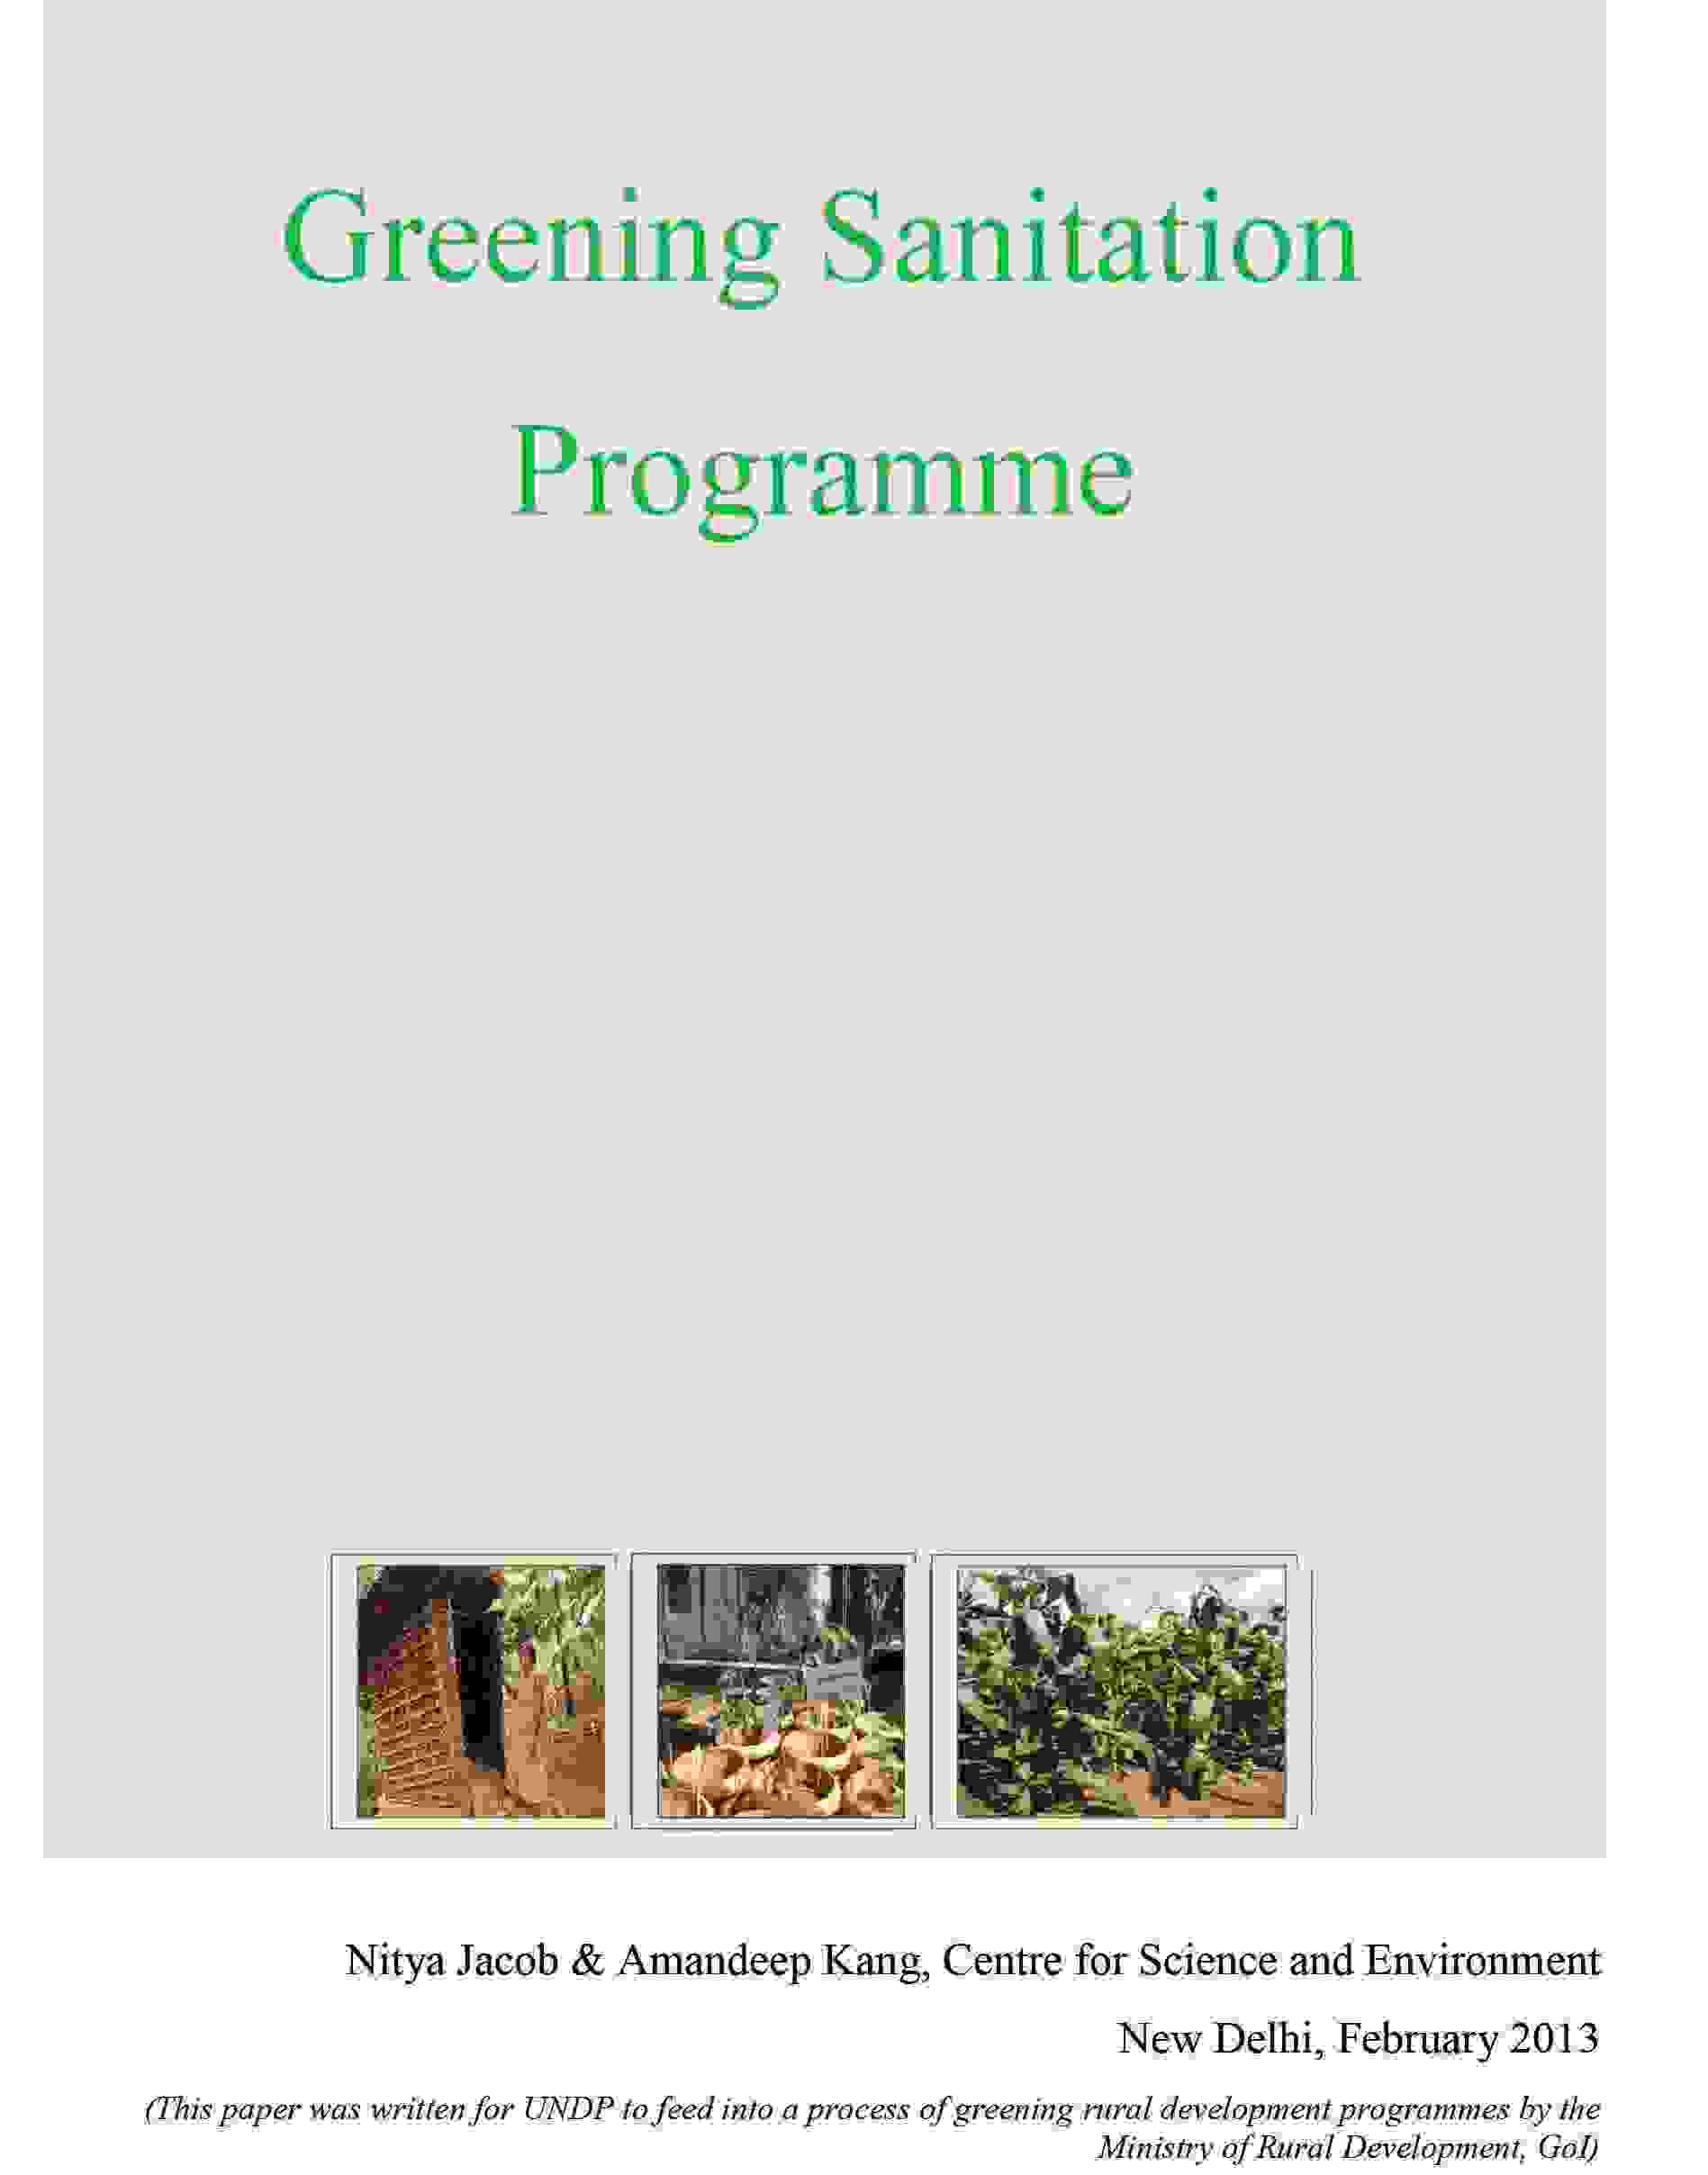 Greening Sanitation
Programme
Nitya Jacob & Amandeep Kang, Centre for Science and Environment
New Delhi, February 2013
(This paper was written for UNDP to feed into a process of greening rural development programmes by the
Ministry of Rural Development, GoI)